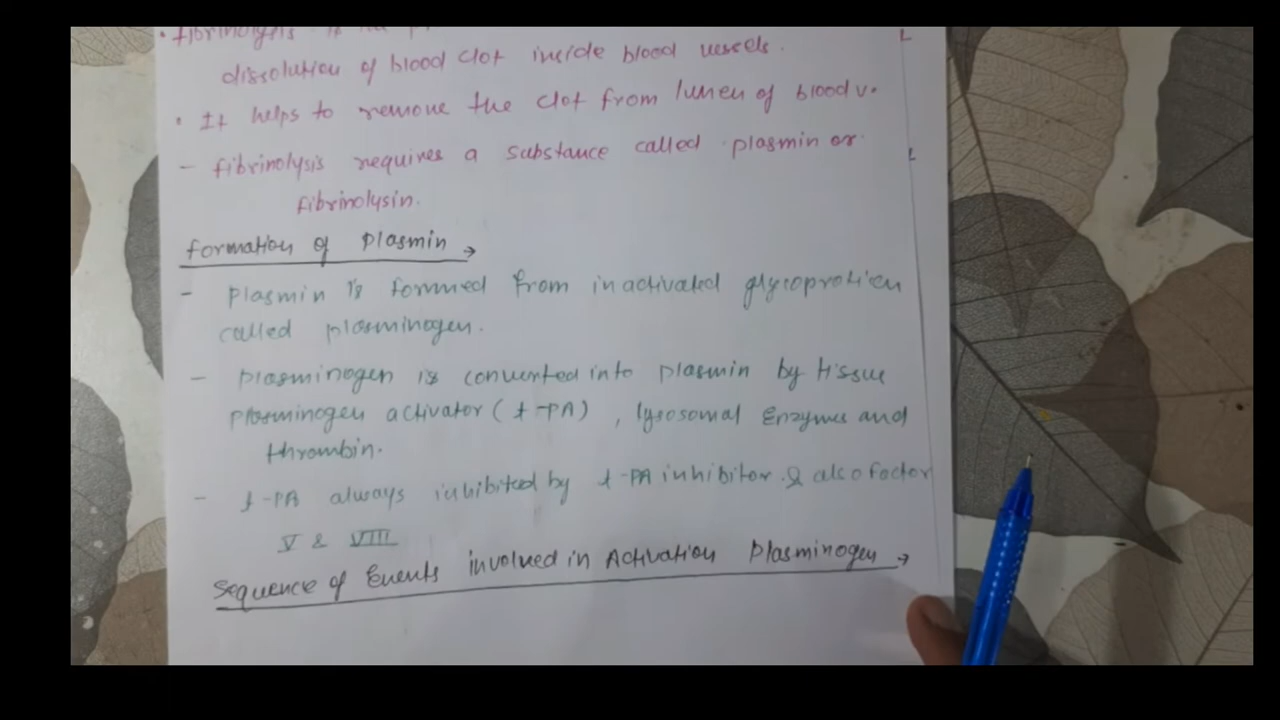 • fibrinolysis is the
dissolution of blood clot inside blood vessels.
• It helps to remove the clot from lumen of blood v.
- fibrinolysis requires a substance called plasmin or
fibrinolysin.
formation of plasmin →
- plasmin is formed from inactivated glycoprotien
called plasminogen.
- plasminogen is converted into plasmin by tissue
plasminogen activator (t-PA), lysosomal Enzymes and
thrombin.
- t-PA always inhibited by t-PA inhibitor & also factor
V & VIII
Sequence of Events involved in Activation Plasminogen →